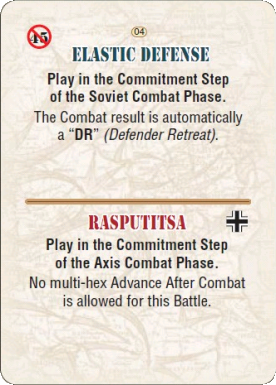 45
04
ELASTIC DEFENSE
Play in the Commitment Step
of the Soviet Combat Phase.
The Combat result is automatically
a “DR” (Defender Retreat).
RASPUTITSA
Play in the Commitment Step
of the Axis Combat Phase.
No multi-hex Advance After Combat
is allowed for this Battle.